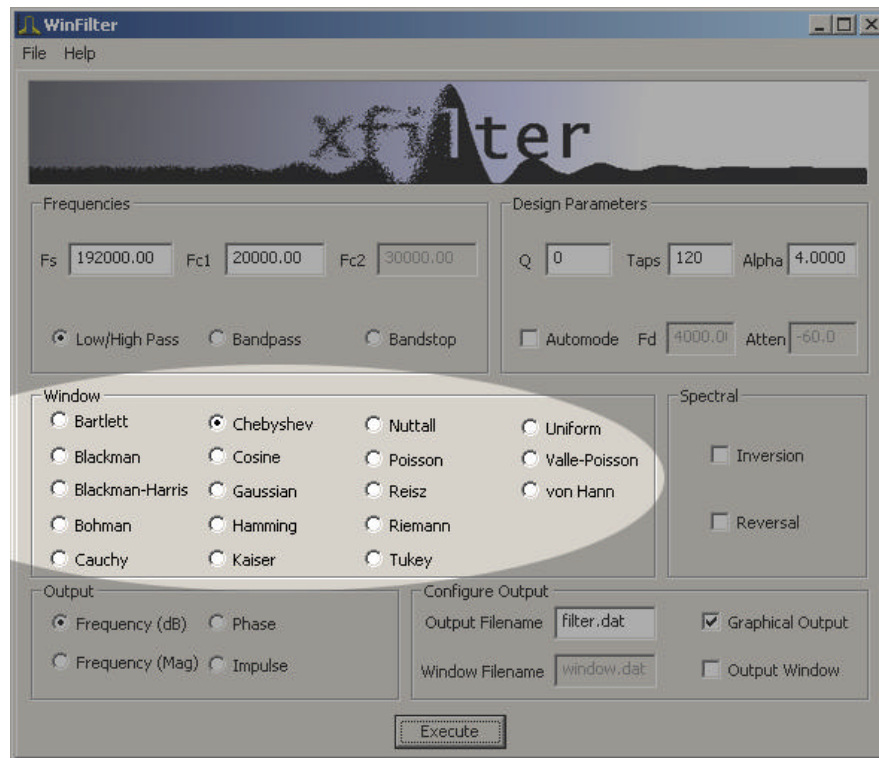 WinFilter
File Help
xfilter
Frequencies
Fs 192000.00 Fc1 20000.00 Fc2 30000.00
Low/High Pass Bandpass Bandstop
Design Parameters
Q 0 Taps 120 Alpha 4.0000
Automode Fd 4000.0 Atten -60.0
Window
Bartlett Chebyshev Nuttall Uniform
Blackman Cosine Poisson Valle-Poisson
Blackman-Harris Gaussian Reisz von Hann
Bohman Hamming Riemann
Cauchy Kaiser Tukey
Spectral
Inversion
Reversal
Output
Frequency (dB) Phase
Frequency (Mag) Impulse
Configure Output
Output Filename filter.dat Graphical Output
Window Filename window.dat Output Window
Execute